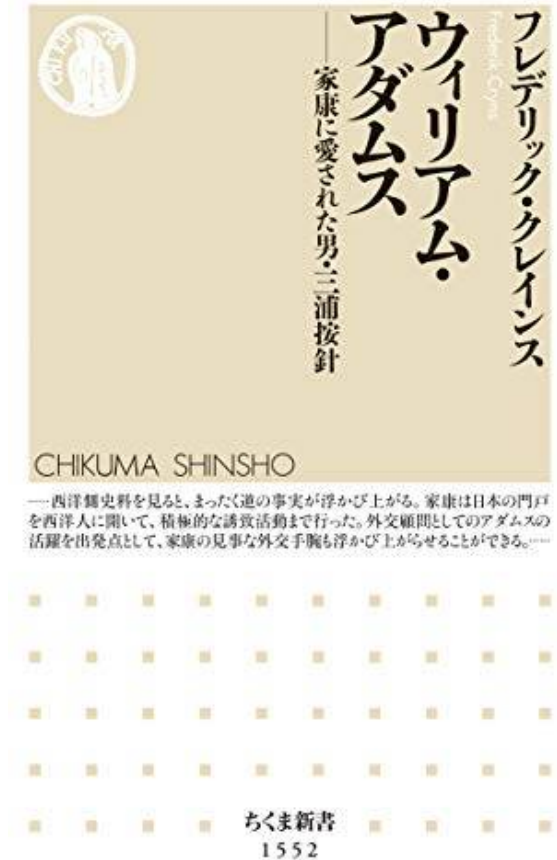 フレデリック・クレインス
Frederik Cryns
ウィリアム・
アダムス
──家康に愛された男・三浦按針
CHIKUMA SHINSHO
──西洋側史料を見ると、まったく逆の事実が浮かび上がる。家康は日本の門戸
を西洋人に開いて、積極的な誘致活動まで行った。外交顧問としてのアダムスの
活躍を出発点として、家康の見事な外交手腕も浮かび上がらせることができる。……
ちくま新書
1552